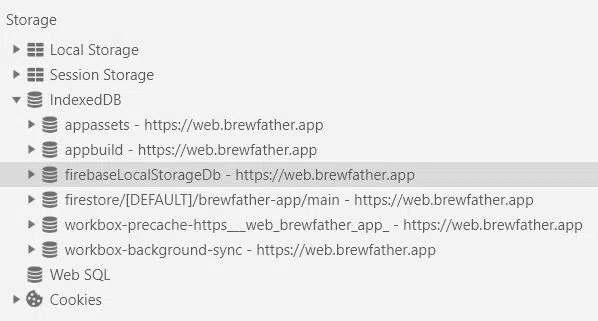 Storage
Local Storage
Session Storage
IndexedDB
appassets - https://web.brewfather.app
appbuild - https://web.brewfather.app
firebaseLocalStorageDb - https://web.brewfather.app
firestore/[DEFAULT]/brewfather-app/main - https://web.brewfather.app
workbox-precache-https___web_brewfather_app_ - https://web.brewfather.app
workbox-background-sync - https://web.brewfather.app
Web SQL
Cookies